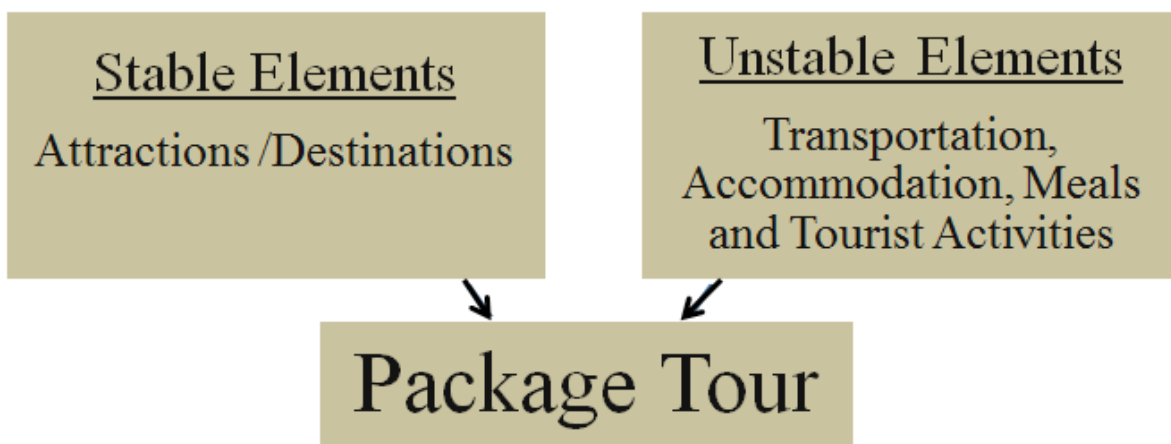 Stable Elements
Attractions /Destinations
Unstable Elements
Transportation,
Accommodation, Meals
and Tourist Activities
Package Tour